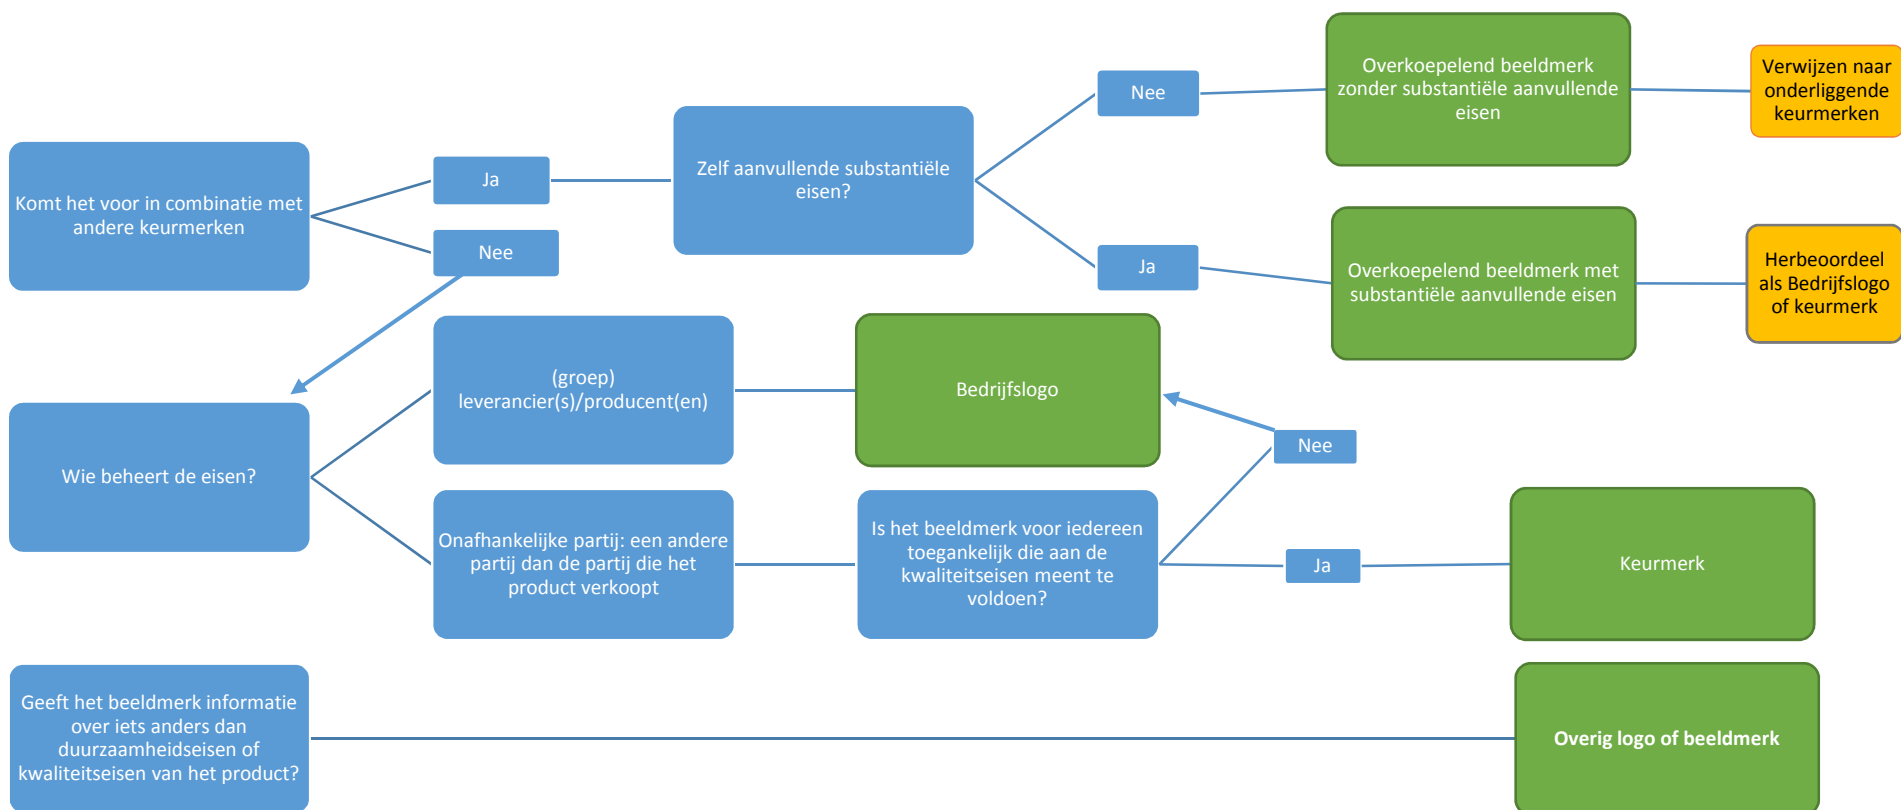 Komt het voor in combinatie met
andere keurmerken
Ja
Nee
Zelf aanvullende substantiële
eisen?
Nee
Overkoepelend beeldmerk
zonder substantiële aanvullende
eisen
Verwijzen naar
onderliggende
keurmerken
Ja
Overkoepelend beeldmerk met
substantiële aanvullende eisen
Herbeoordeel
als Bedrijfslogo
of keurmerk
Wie beheert de eisen?
(groep)
leverancier(s)/producent(en)
Bedrijfslogo
Onafhankelijke partij: een andere
partij dan de partij die het
product verkoopt
Is het beeldmerk voor iedereen
toegankelijk die aan de
kwaliteitseisen meent te
voldoen?
Nee
Ja
Keurmerk
Geeft het beeldmerk informatie
over iets anders dan
duurzaamheidseisen of
kwaliteitseisen van het product?
Overig logo of beeldmerk